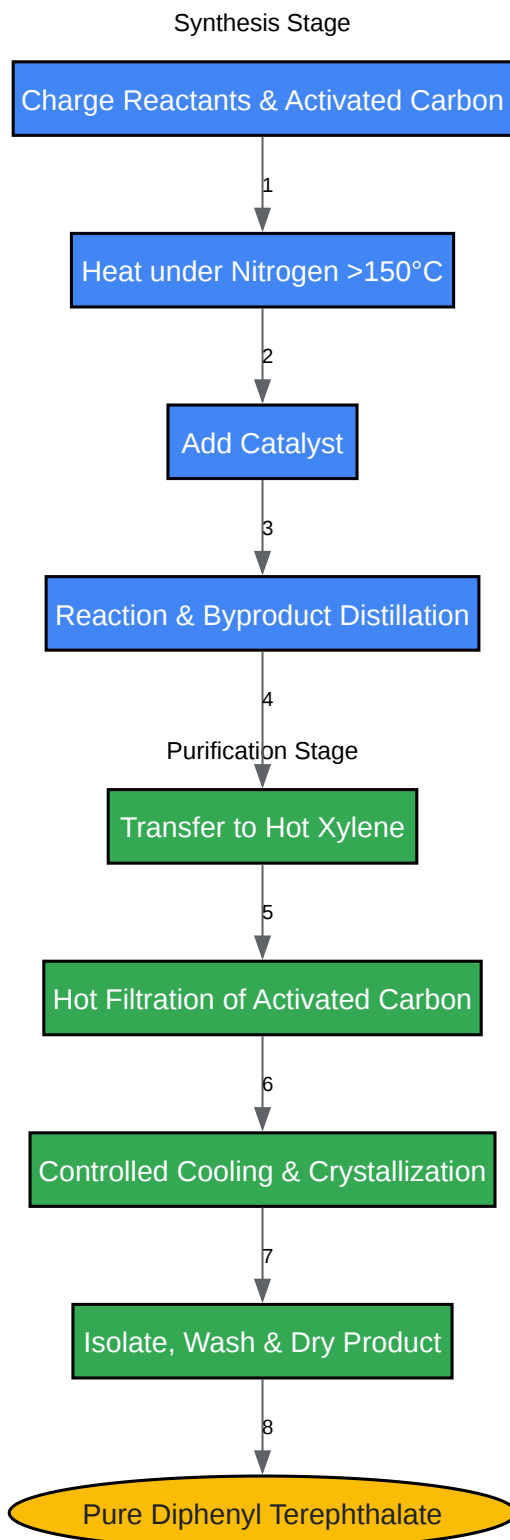 Synthesis Stage
Charge Reactants & Activated Carbon
1
Heat under Nitrogen >150°C
2
Add Catalyst
3
Reaction & Byproduct Distillation
4
Purification Stage
Transfer to Hot Xylene
5
Hot Filtration of Activated Carbon
6
Controlled Cooling & Crystallization
7
Isolate, Wash & Dry Product
8
Pure Diphenyl Terephthalate